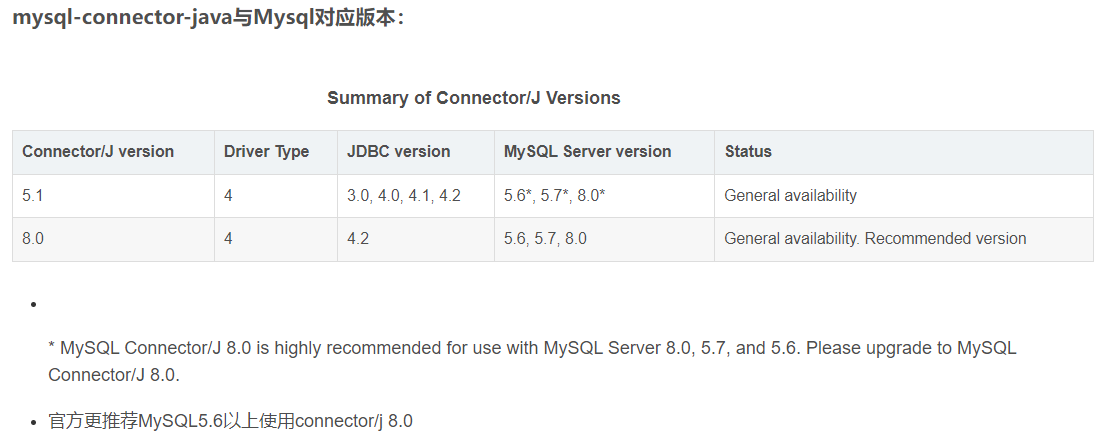 mysql-connector-java与Mysql对应版本：
Summary of Connector/J Versions
Connector/J version Driver Type JDBC version MySQL Server version Status
5.1 4 3.0, 4.0, 4.1, 4.2 5.6*, 5.7*, 8.0* General availability
8.0 4 4.2 5.6, 5.7, 8.0 General availability. Recommended version
* MySQL Connector/J 8.0 is highly recommended for use with MySQL Server 8.0, 5.7, and 5.6. Please upgrade to MySQL
Connector/J 8.0.
官方更推荐MySQL5.6以上使用connector/j 8.0